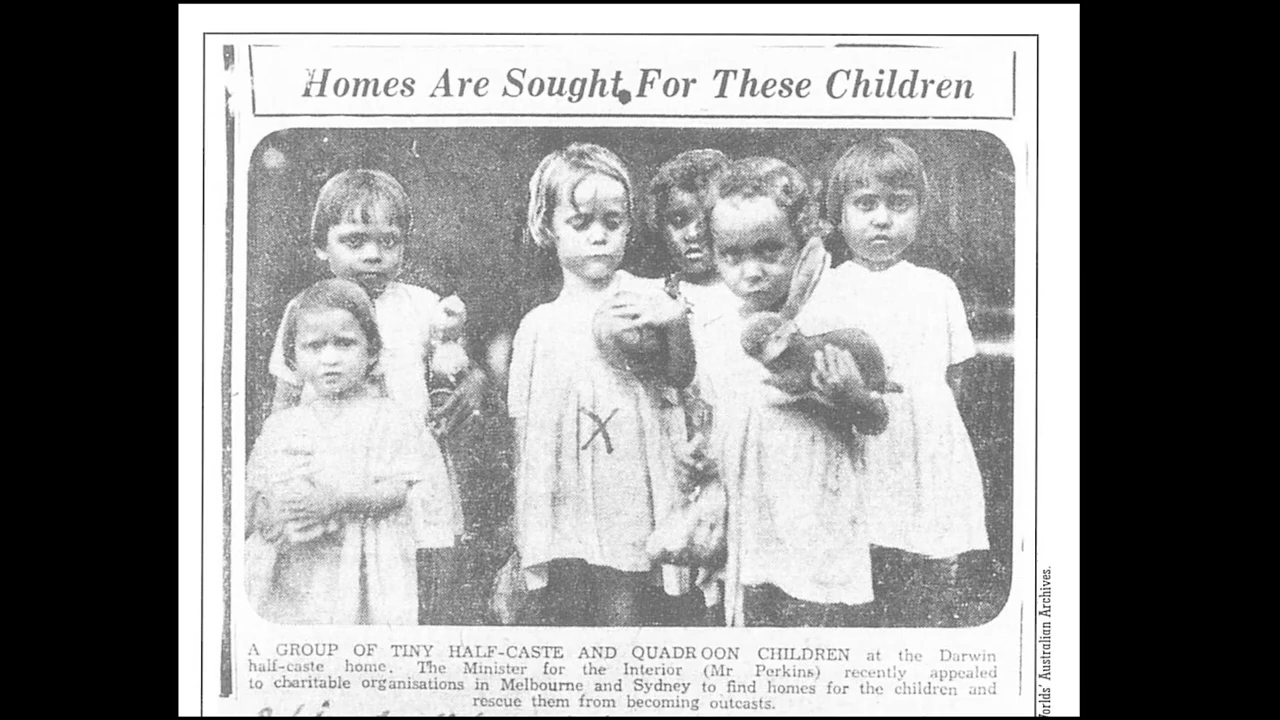 Homes Are Sought For These Children
X
A GROUP OF TINY HALF-CASTE AND QUADROON CHILDREN at the Darwin
half-caste home. The Minister for the Interior (Mr Perkins) recently appealed
to charitable organisations in Melbourne and Sydney to find homes for the children and
rescue them from becoming outcasts.
Australian Archives.